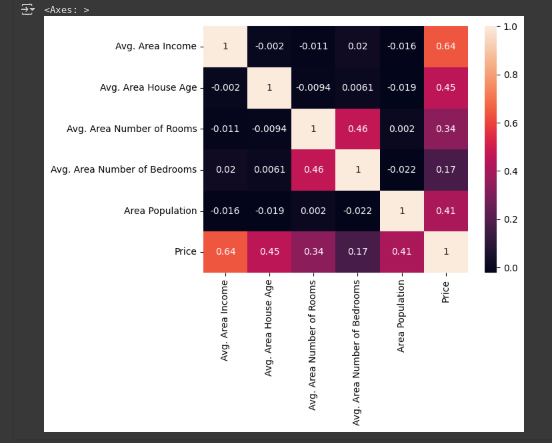 <Axes: >
Avg. Area Income 1 -0.002 -0.011 0.02 -0.016 0.64
Avg. Area House Age -0.002 1 -0.0094 0.0061 -0.019 0.45
Avg. Area Number of Rooms -0.011 -0.0094 1 0.46 0.002 0.34
Avg. Area Number of Bedrooms 0.02 0.0061 0.46 1 -0.022 0.17
Area Population -0.016 -0.019 0.002 -0.022 1 0.41
Price 0.64 0.45 0.34 0.17 0.41 1
Avg. Area Income
Avg. Area House Age
Avg. Area Number of Rooms
Avg. Area Number of Bedrooms
Area Population
Price
1.0
0.8
0.6
0.4
0.2
0.0